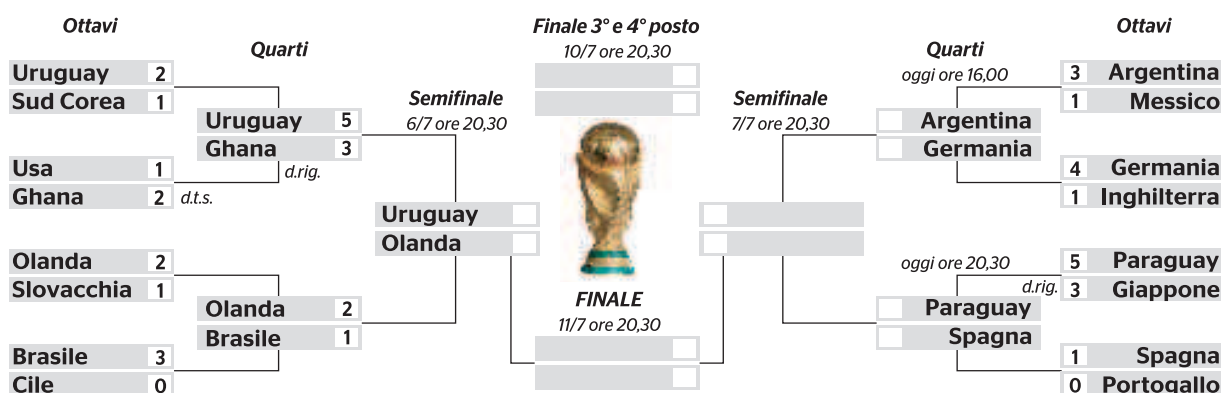 Ottavi
Uruguay 2
Sud Corea 1
Usa 1
Ghana 2 d.t.s.
Olanda 2
Slovacchia 1
Brasile 3
Cile 0
Quarti
Uruguay 5
Ghana 3
d.rig.
Olanda 2
Brasile 1
Semifinale
6/7 ore 20,30
Uruguay
Olanda
Finale 3° e 4° posto
10/7 ore 20,30
FINALE
11/7 ore 20,30
Semifinale
7/7 ore 20,30
Quarti
oggi ore 16,00
Argentina
Germania
oggi ore 20,30
Paraguay
Spagna
Ottavi
3 Argentina
1 Messico
4 Germania
1 Inghilterra
5 Paraguay
d.rig. 3 Giappone
1 Spagna
0 Portogallo